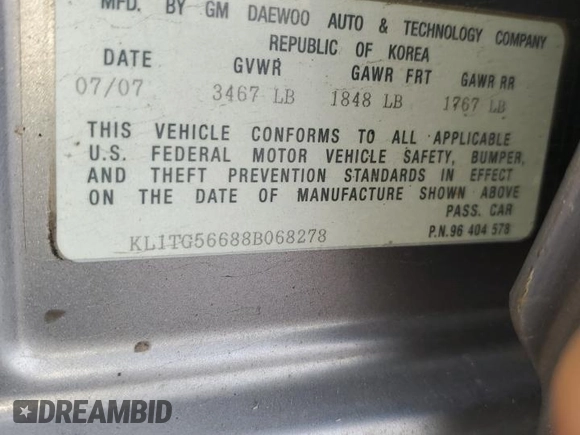 MFD. BY GM DAEWOO AUTO & TECHNOLOGY COMPANY
REPUBLIC OF KOREA
DATE GVWR GAWR FRT GAWR RR
07/07 3467 LB 1848 LB 1767 LB
THIS VEHICLE CONFORMS TO ALL APPLICABLE
U.S. FEDERAL MOTOR VEHICLE SAFETY, BUMPER,
AND THEFT PREVENTION STANDARDS IN EFFECT
ON THE DATE OF MANUFACTURE SHOWN ABOVE
PASS. CAR
KL1TG56688B068278 P.N.96 404 578
DREAMBID